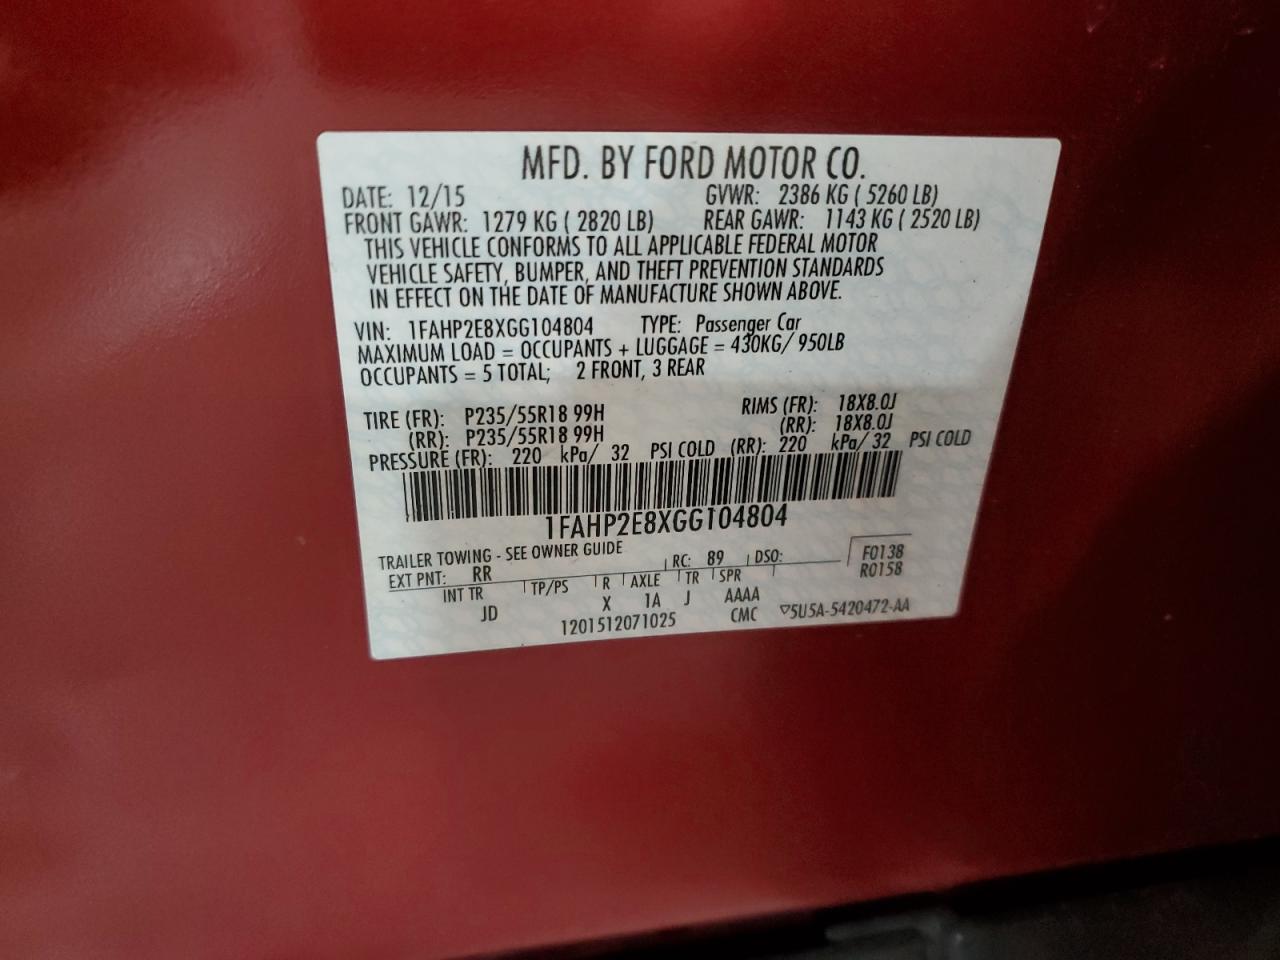 MFD. BY FORD MOTOR CO.
DATE: 12/15 GVWR: 2386 KG ( 5260 LB)
FRONT GAWR: 1279 KG ( 2820 LB) REAR GAWR: 1143 KG ( 2520 LB)
THIS VEHICLE CONFORMS TO ALL APPLICABLE FEDERAL MOTOR
VEHICLE SAFETY, BUMPER, AND THEFT PREVENTION STANDARDS
IN EFFECT ON THE DATE OF MANUFACTURE SHOWN ABOVE.
VIN: 1FAHP2E8XGG104804 TYPE: Passenger Car
MAXIMUM LOAD = OCCUPANTS + LUGGAGE = 430KG/ 950LB
OCCUPANTS = 5 TOTAL; 2 FRONT, 3 REAR
TIRE (FR): P235/55R18 99H RIMS (FR): 18X8.0J
(RR): P235/55R18 99H (RR): 18X8.0J
PRESSURE (FR): 220 kPa/ 32 PSI COLD (RR): 220 kPa/ 32 PSI COLD
1FAHP2E8XGG104804
TRAILER TOWING - SEE OWNER GUIDE
EXT PNT: RR RC: 89 DSO: F0138
R0158
INT TR TP/PS R AXLE TR SPR
JD X 1A J AAAA
1201512071025 CMC ▽5U5A-5420472-AA